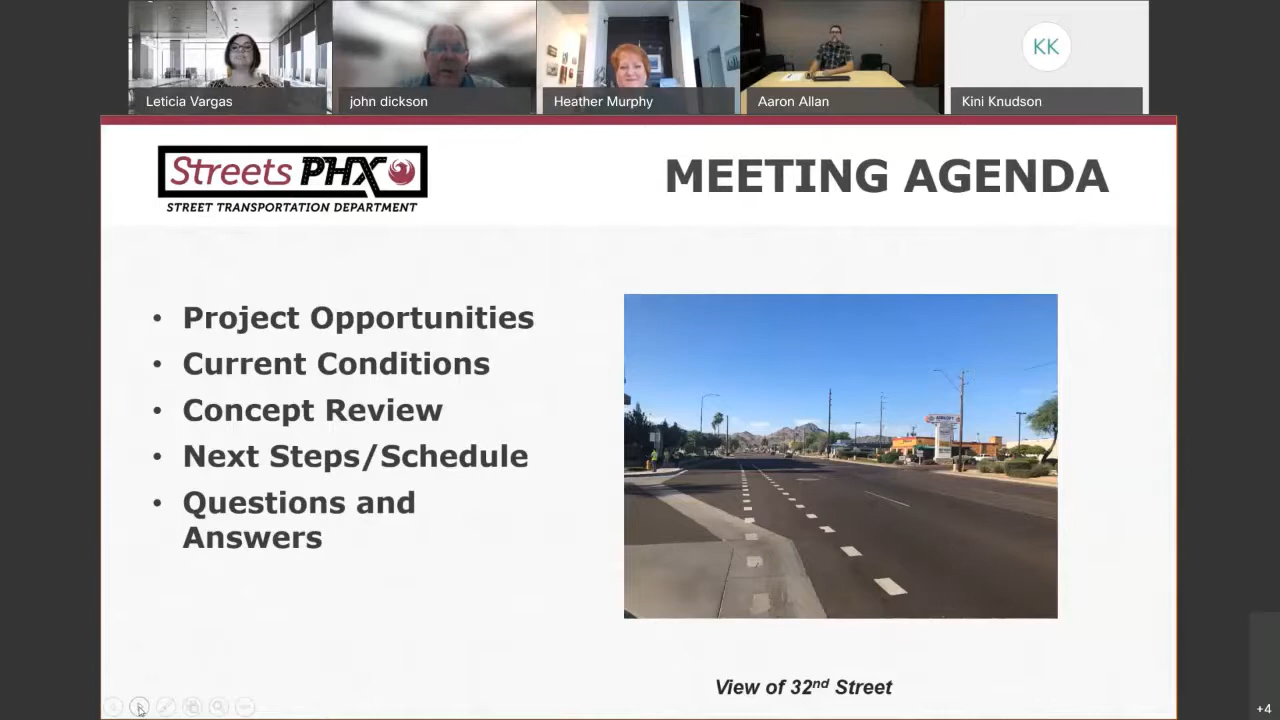 Leticia Vargas
john dickson
Heather Murphy
Aaron Allan
KK
Kini Knudson
Streets PHX
STREET TRANSPORTATION DEPARTMENT
MEETING AGENDA
• Project Opportunities
• Current Conditions
• Concept Review
• Next Steps/Schedule
• Questions and
Answers
View of 32nd Street
+4